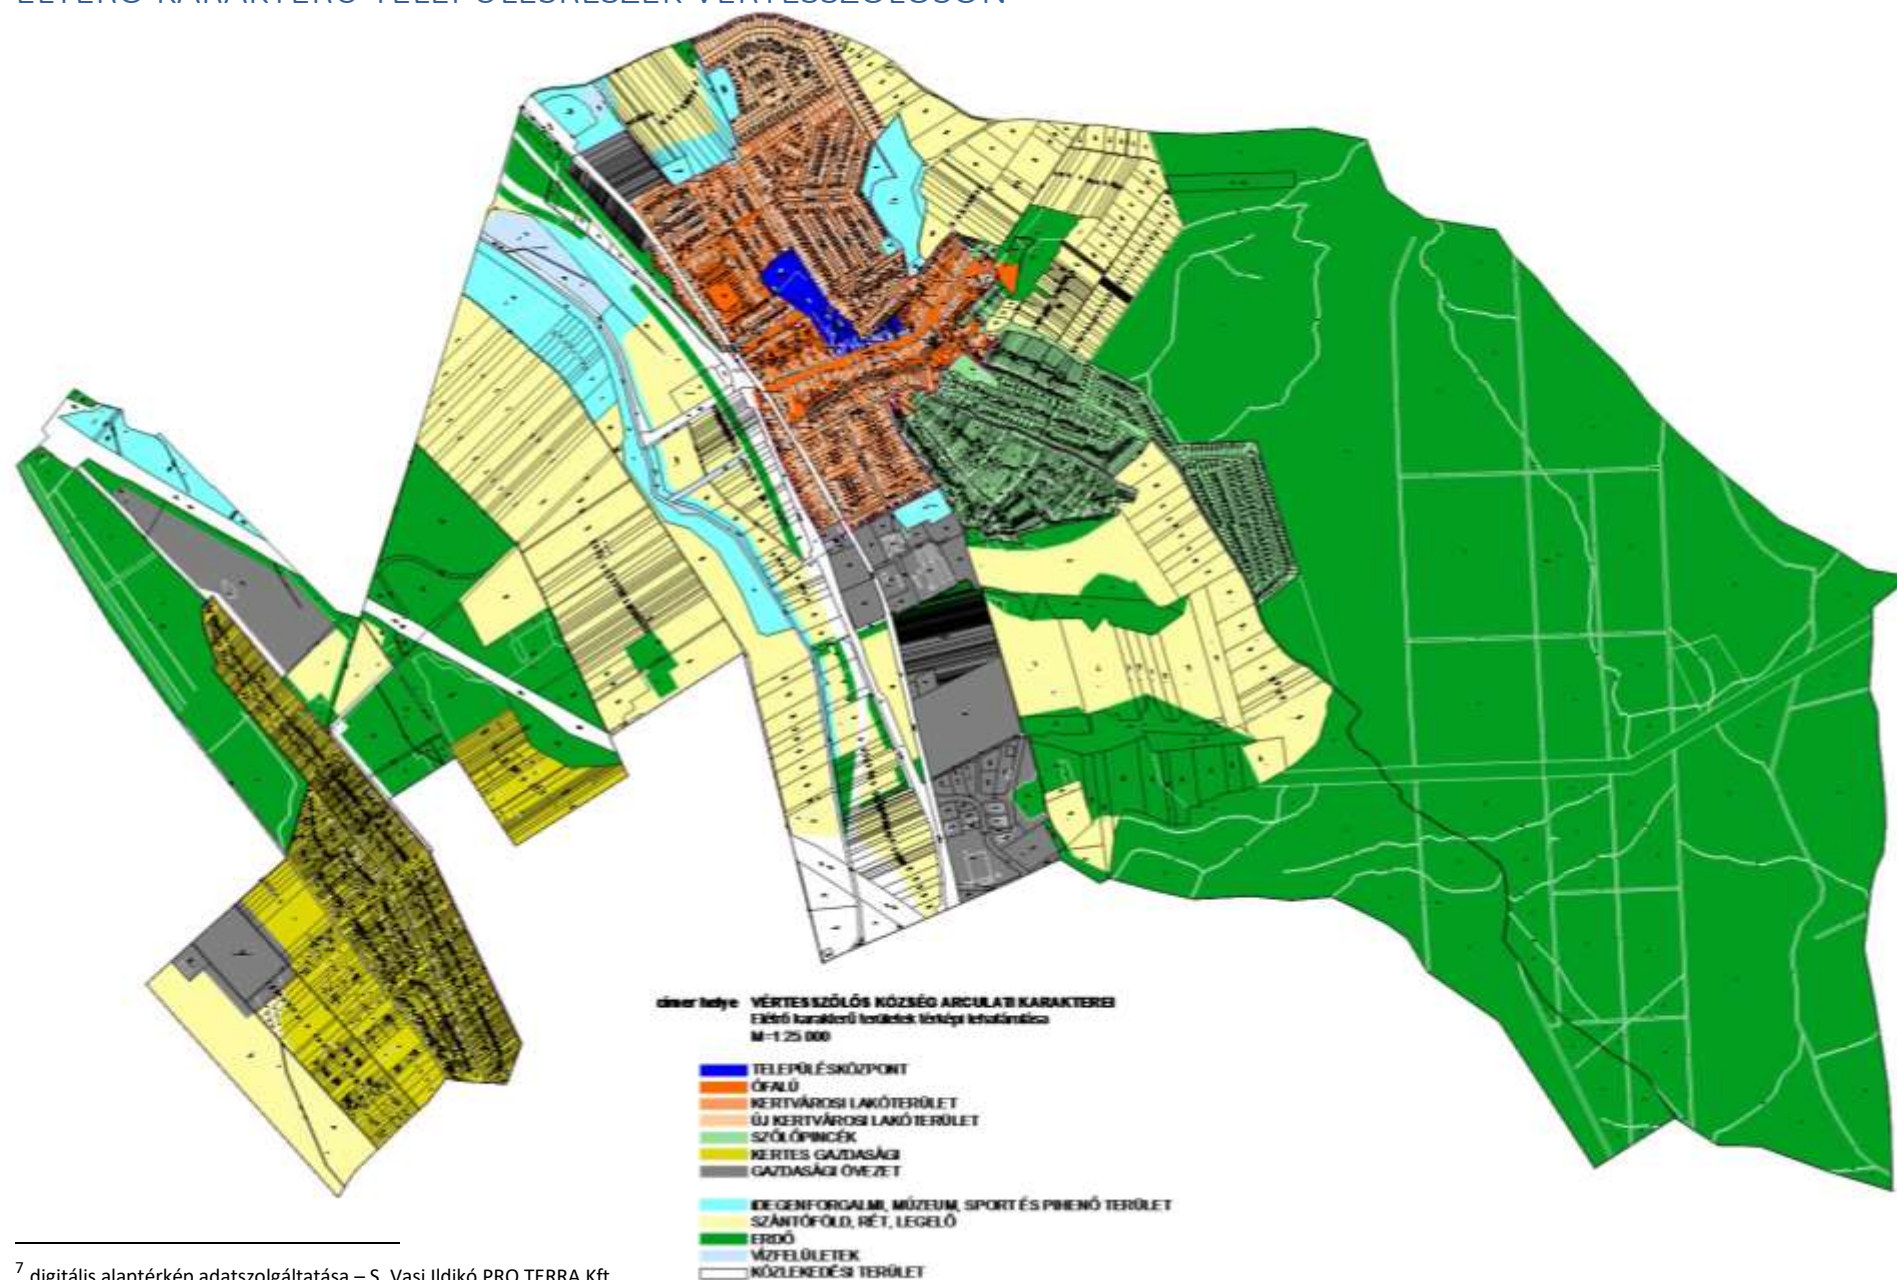 ELTÉRŐ KARAKTERŰ TELEPÜLÉSRÉSZEK VÉRTESSZŐLŐSÖN
címer helye VÉRTESSZŐLŐS KÖZSÉG ARCULATI KARAKTEREI
Eltérő karakterű területek térképi lehatárolása
M=1:25 000
TELEPÜLÉSKÖZPONT
ÓFALÚ
KERTVÁROSI LAKÓTERÜLET
ÚJ KERTVÁROSI LAKÓTERÜLET
SZŐLŐPINCÉK
KERTES GAZDASÁGI
GAZDASÁGI ÖVEZET
IDEGENFORGALMI, MÚZEUM, SPORT ÉS PIHENŐ TERÜLET
SZÁNTÓFÖLD, RÉT, LEGELŐ
ERDŐ
VÍZFELÜLETEK
KÖZLEKEDÉSI TERÜLET
7 digitális alaptérkép adatszolgáltatása – S. Vasi Ildikó PRO TERRA Kft